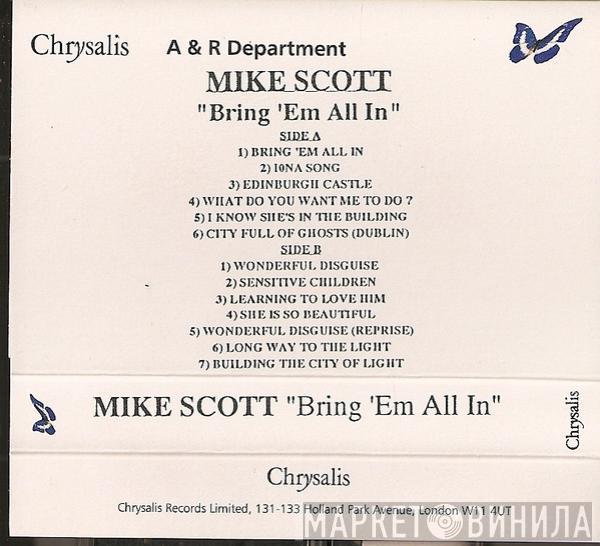 Chrysalis A & R Department
MIKE SCOTT
"Bring 'Em All In"
SIDE A
1) BRING 'EM ALL IN
2) I0NA SONG
3) EDINBURGH CASTLE
4) WHAT DO YOU WANT ME TO DO ?
5) I KNOW SHE'S IN THE BUILDING
6) CITY FULL OF GHOSTS (DUBLIN)
SIDE B
1) WONDERFUL DISGUISE
2) SENSITIVE CHILDREN
3) LEARNING TO LOVE HIM
4) SHE IS SO BEAUTIFUL
5) WONDERFUL DISGUISE (REPRISE)
6) LONG WAY TO THE LIGHT
7) BUILDING THE CITY OF LIGHT
MIKE SCOTT "Bring 'Em All In"
Chrysalis
Chrysalis
Chrysalis Records Limited, 131-133 Holland Park Avenue, London W11 4UT
МАРКЕТ ВИНИЛА